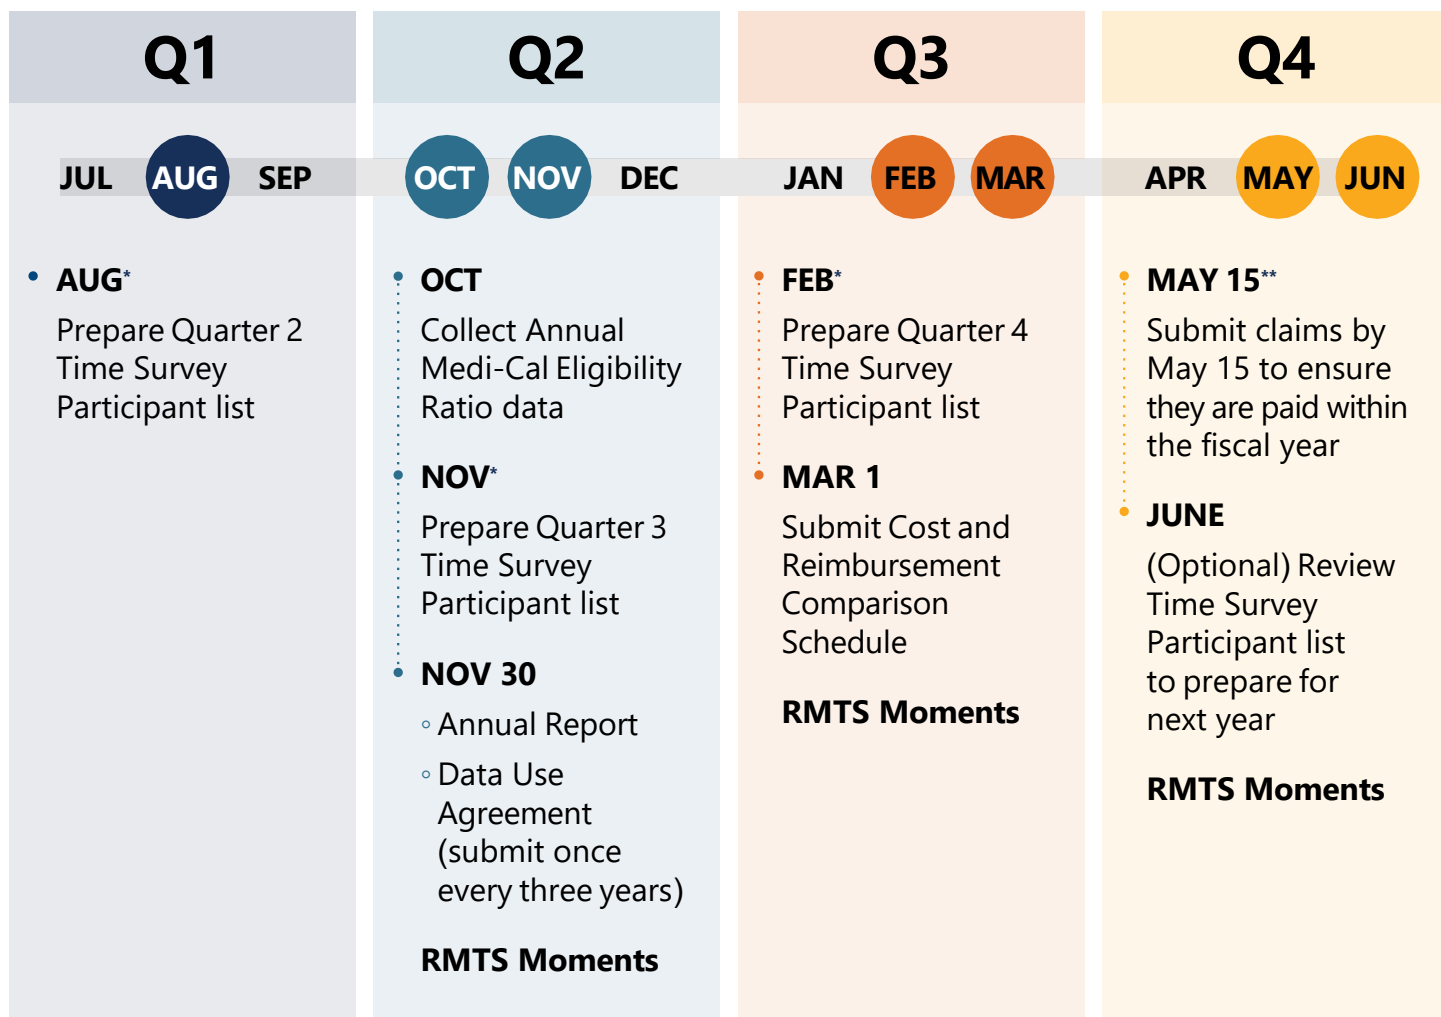 Q1
JUL AUG SEP
AUG*
Prepare Quarter 2
Time Survey
Participant list
Q2
OCT NOV DEC
OCT
Collect Annual
Medi-Cal Eligibility
Ratio data
NOV*
Prepare Quarter 3
Time Survey
Participant list
NOV 30
◦ Annual Report
◦ Data Use
Agreement
(submit once
every three years)
RMTS Moments
Q3
JAN FEB MAR
FEB*
Prepare Quarter 4
Time Survey
Participant list
MAR 1
Submit Cost and
Reimbursement
Comparison
Schedule
RMTS Moments
Q4
APR MAY JUN
MAY 15**
Submit claims by
May 15 to ensure
they are paid within
the fiscal year
JUNE
(Optional) Review
Time Survey
Participant list
to prepare for
next year
RMTS Moments